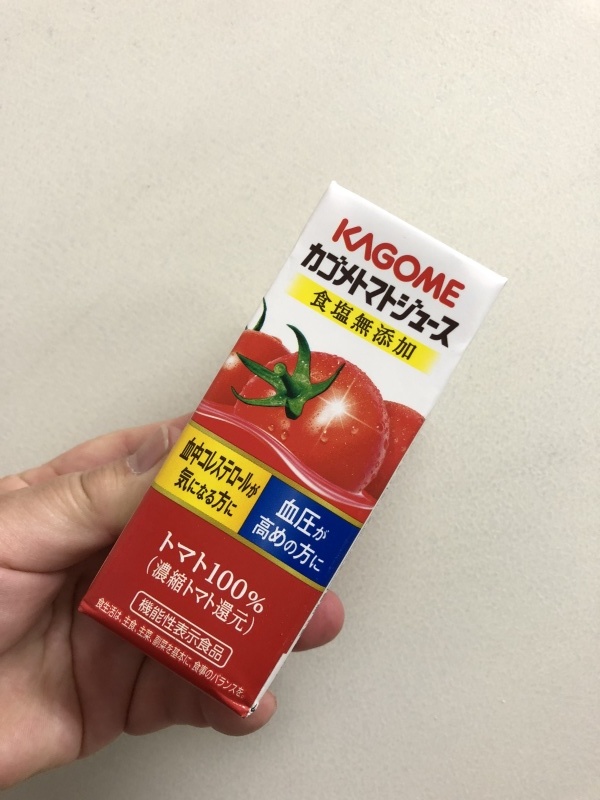 KAGOME
カゴメトマトジュース
食塩無添加
血中コレステロールが
気になる方に
血圧が
高めの方に
トマト100%
(濃縮トマト還元)
機能性表示食品
食生活は、主食、主菜、副菜を基本に、食事のバランスを。